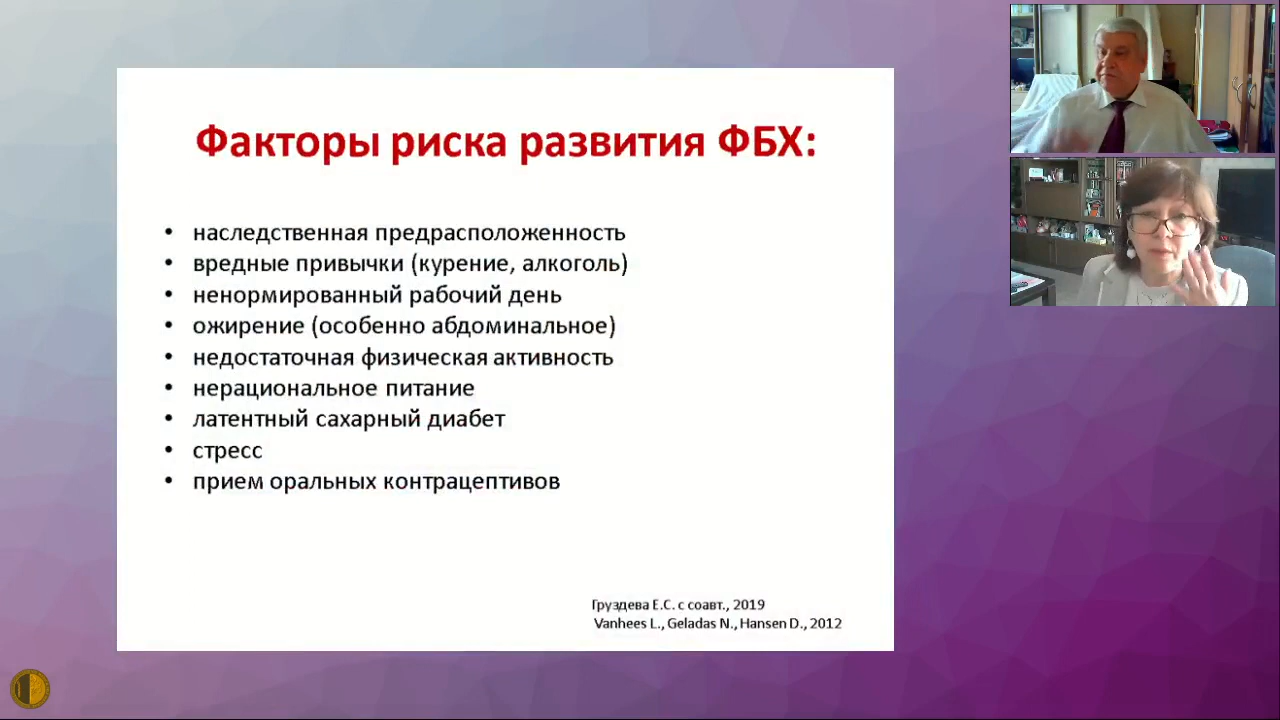 Факторы риска развития ФБХ:
• наследственная предрасположенность
• вредные привычки (курение, алкоголь)
• ненормированный рабочий день
• ожирение (особенно абдоминальное)
• недостаточная физическая активность
• нерациональное питание
• латентный сахарный диабет
• стресс
• прием оральных контрацептивов
Груздева Е.С. с соавт., 2019
Vanhees L., Geladas N., Hansen D., 2012